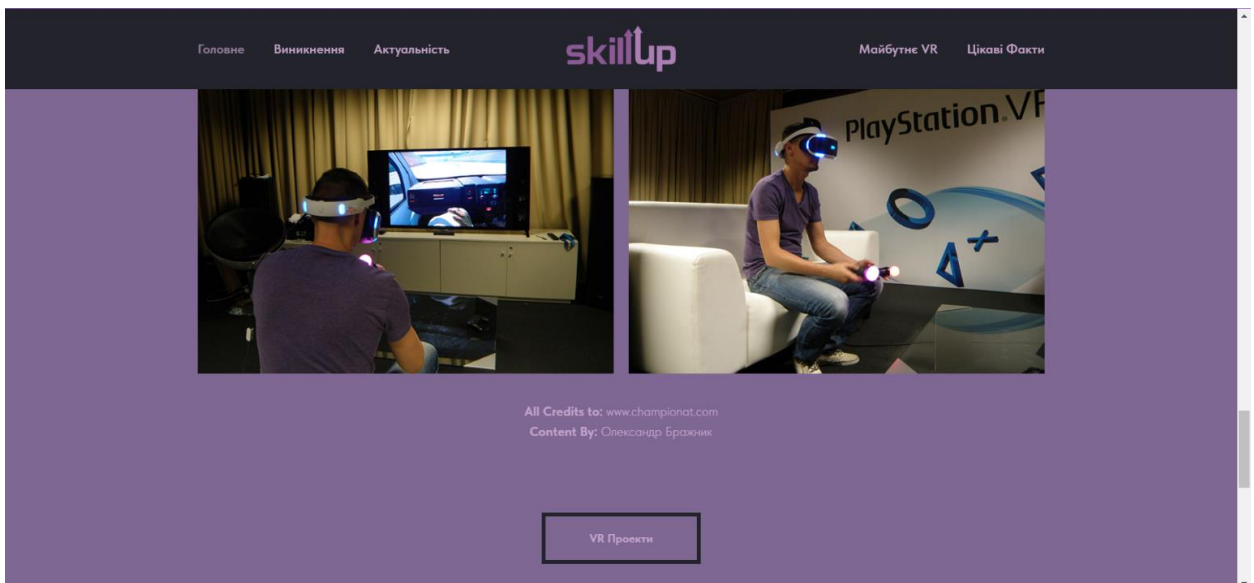 Головне Виникнення Актуальність skillup Майбутнє VR Цікаві Факти
PlayStation.VR
All Credits to: www.championat.com
Content By: Олександр Бражник
VR Проекти